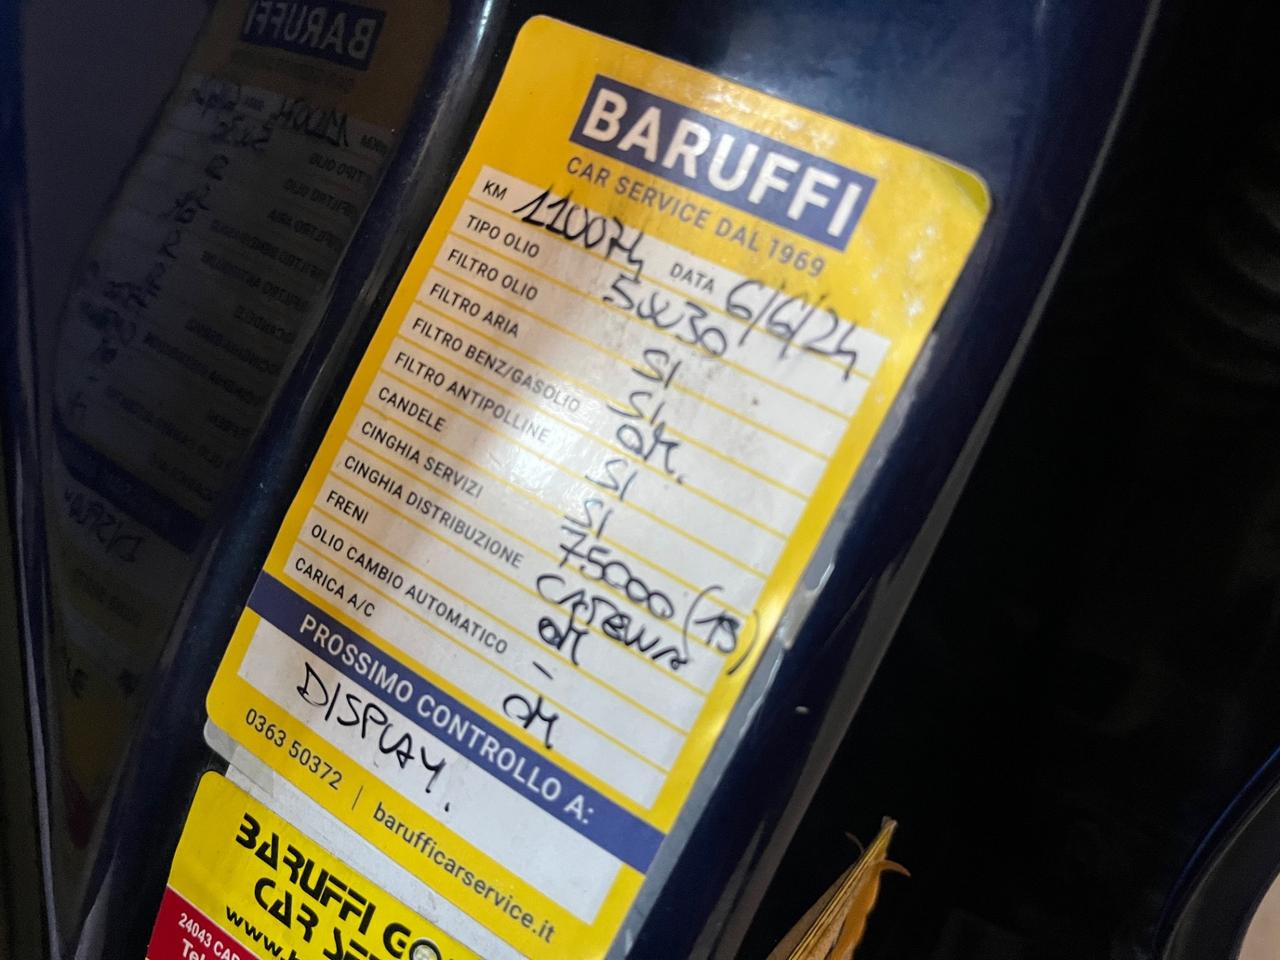 BARUFFI
CAR SERVICE DAL 1969
KM 110074 DATA 6/6/24
TIPO OLIO 5W30
FILTRO OLIO SI
FILTRO ARIA SI
FILTRO BENZ/GASOLIO OK.
FILTRO ANTIPOLLINE SI
CANDELE SI
CINGHIA SERVIZI 75000 (19)
CINGHIA DISTRIBUZIONE CATENA
FRENI OK
OLIO CAMBIO AUTOMATICO -
CARICA A/C OK
PROSSIMO CONTROLLO A:
DISPLAY.
0363 50372 | barufficarservice.it
BARUFFI
CAR
www.
24043